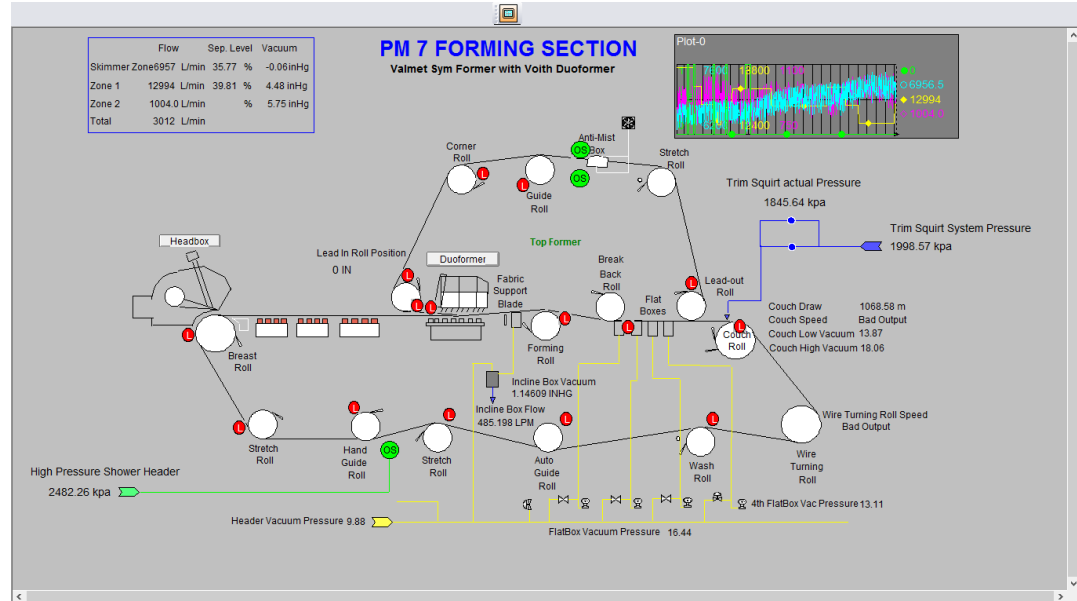 PM 7 FORMING SECTION
Valmet Sym Former with Voith Duoformer
Flow Sep. Level Vacuum
Skimmer Zone 6957 L/min 35.77 % -0.06 inHg
Zone 1 12994 L/min 39.81 % 4.48 inHg
Zone 2 1004.0 L/min % 5.75 inHg
Total 3012 L/min
Plot-0
0
6956.5
12994
1004.0
Anti-Mist
Box
OS
OS
Corner
Roll
L
Guide
Roll
L
Stretch
Roll
Trim Squirt actual Pressure
1845.64 kpa
Trim Squirt System Pressure
1998.57 kpa
Headbox
Lead In Roll Position
0 IN
Duoformer
Top Former
Fabric
Support
Blade
Break
Back
Roll
Flat
Boxes
Lead-out
Roll
L
L
L
L
L
L
L
L
Breast
Roll
Forming
Roll
Couch
Roll
Couch Draw 1068.58 m
Couch Speed Bad Output
Couch Low Vacuum 13.87
Couch High Vacuum 18.06
Incline Box Vacuum
1.14609 INHG
Incline Box Flow
485.198 LPM
Wire Turning Roll Speed
Bad Output
L
L
L
L
L
Stretch
Roll
Hand
Guide
Roll
OS
Stretch
Roll
Auto
Guide
Roll
Wash
Roll
Wire
Turning
Roll
High Pressure Shower Header
2482.26 kpa
4th FlatBox Vac Pressure 13.11
Header Vacuum Pressure 9.88
FlatBox Vacuum Pressure 16.44